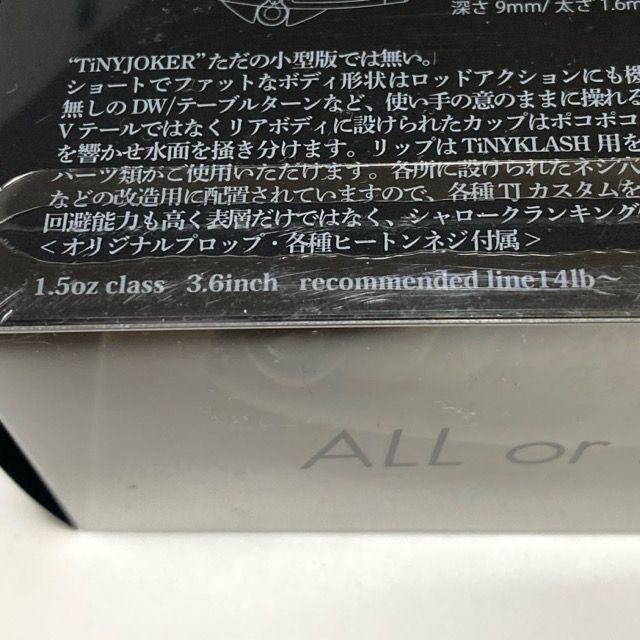 深さ 9mm/ 太さ 1.6m
"TiNYJOKER"ただの小型版では無い。
ショートでファットなボディ形状はロッドアクションにも機
無しのDW/テーブルターンなど、使い手の意のままに操れる
Vテールではなくリアボディに設けられたカップはポコポコ
を響かせ水面を掻き分けます。リップはTiNYKLASH 用を
パーツ類がご使用いただけます。各所に設けられたネジ穴
などの改造用に配置されていますので、各種TJカスタムを
回避能力も高く表層だけではなく、シャロークランキング
<オリジナルプロップ・各種ヒートンネジ付属>
1.5oz class 3.6inch recommended line14lb～
ALL or